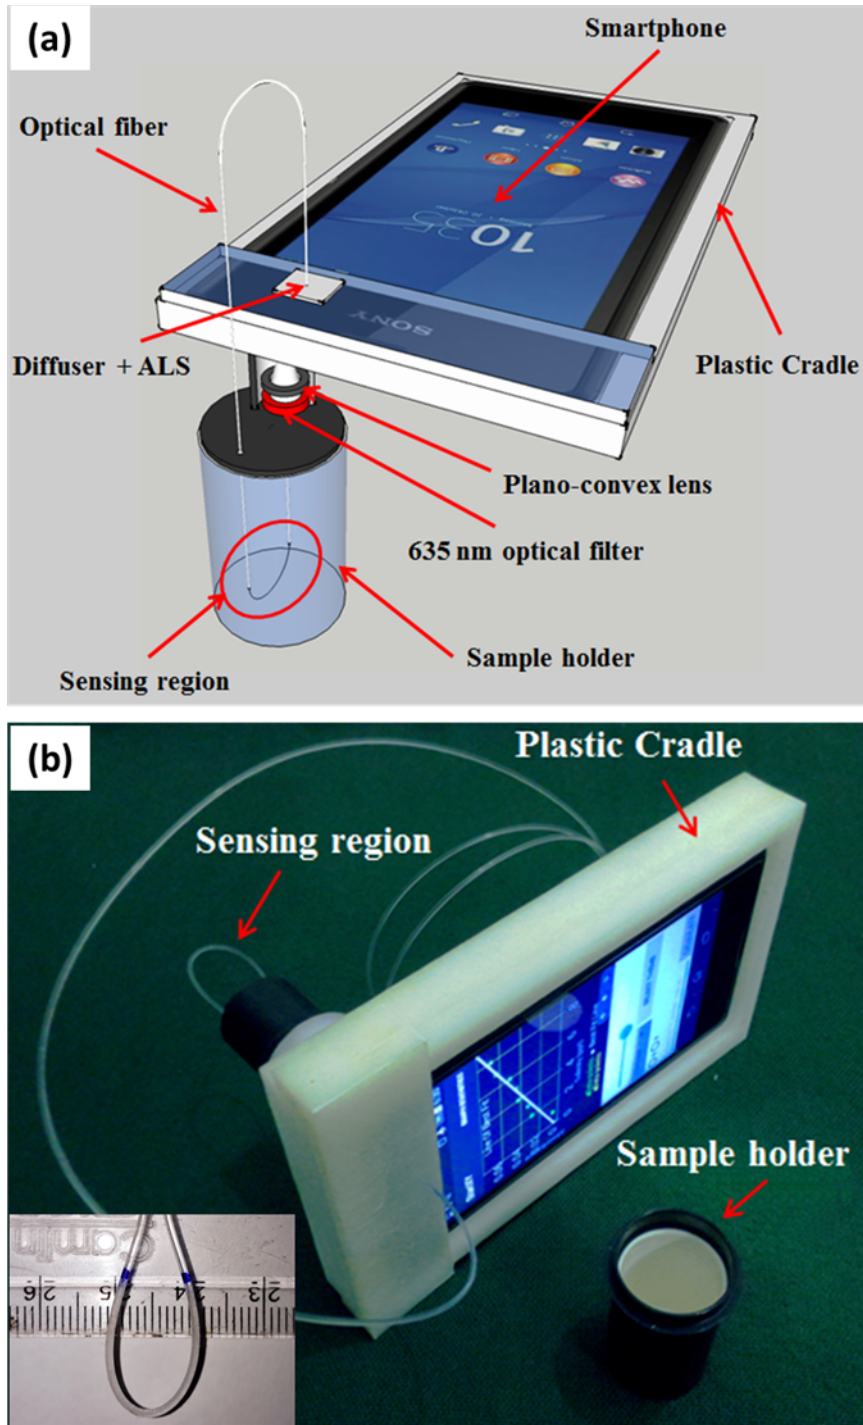 (a)
Smartphone
Optical fiber
10
35
SONY
Diffuser + ALS
Plastic Cradle
Plano-convex lens
635 nm optical filter
Sample holder
Sensing region
(b)
Plastic Cradle
Sensing region
Sample holder
camlin
26 25 24 23